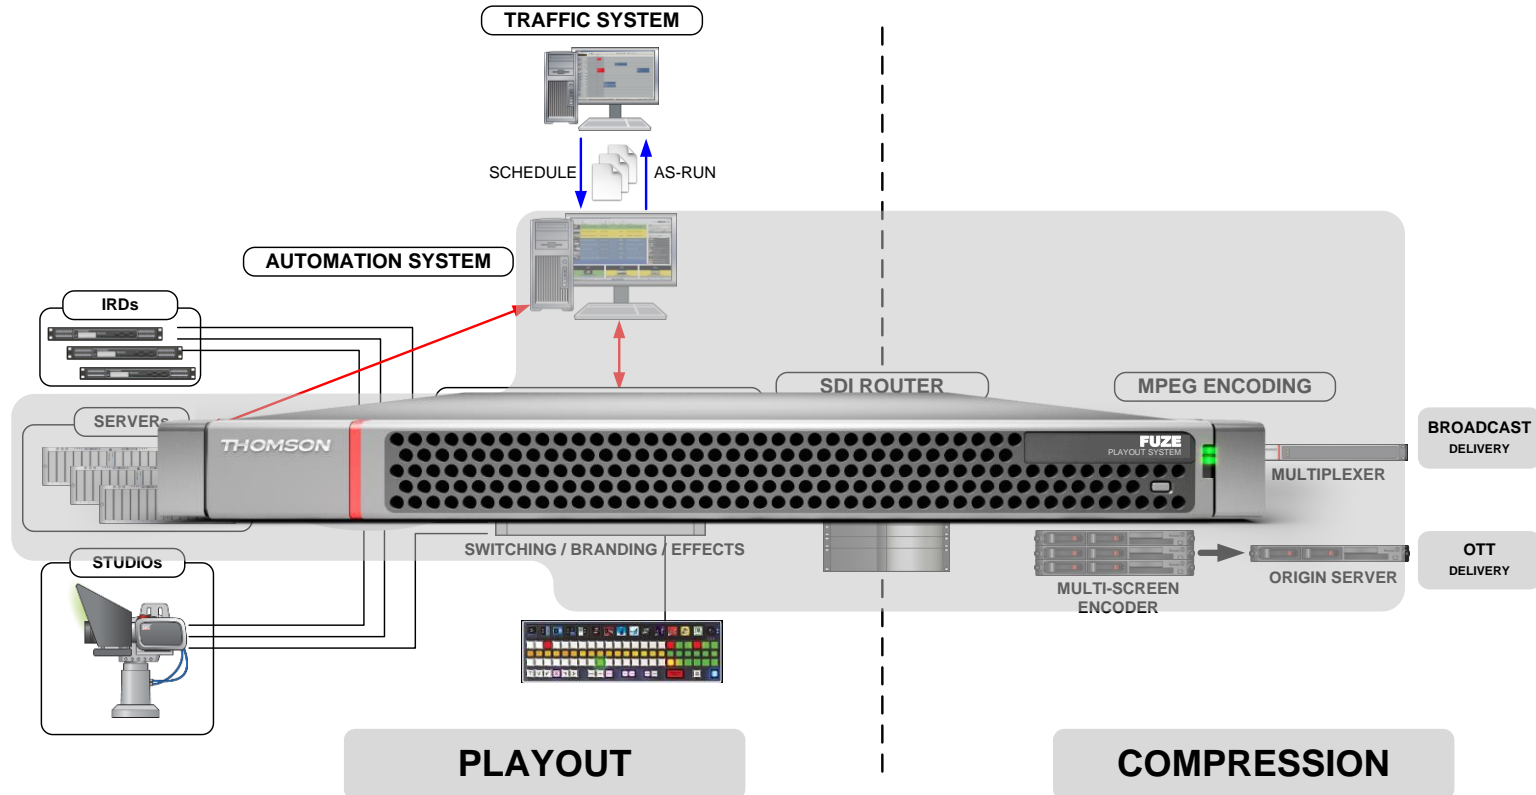 TRAFFIC SYSTEM
SCHEDULE
AS-RUN
AUTOMATION SYSTEM
IRDs
SERVERs
SDI ROUTER
MPEG ENCODING
THOMSON
FUZE
PLAYOUT SYSTEM
BROADCAST
DELIVERY
MULTIPLEXER
SWITCHING / BRANDING / EFFECTS
STUDIOs
MULTI-SCREEN
ENCODER
ORIGIN SERVER
OTT
DELIVERY
PLAYOUT
COMPRESSION